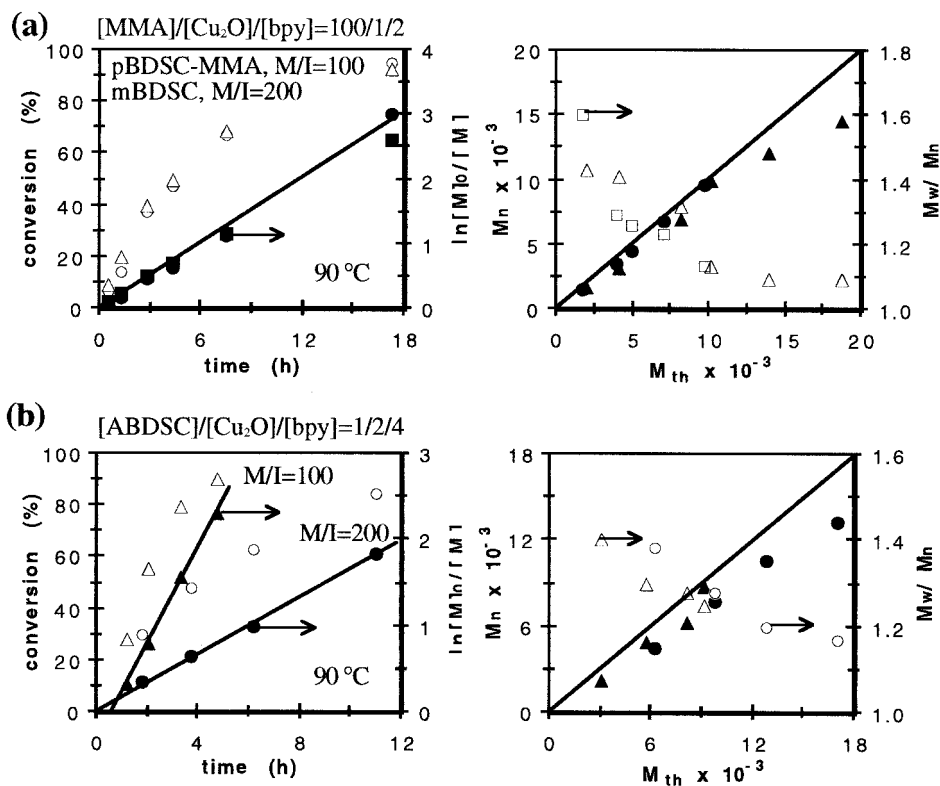 (a)
[MMA]/[Cu₂O]/[bpy]=100/1/2
pBDSC-MMA, M/I=100
mBDSC, M/I=200
90 °C
conversion (%)
100
80
60
40
20
0
0 6 12 18
time (h)
4
3
2
1
0
ln[M]0/[M]
Mn x 10⁻³
20
15
10
5
0
0 5 10 15 20
M th x 10⁻³
1.8
1.6
1.4
1.2
1.0
Mw/Mn
(b)
[ABDSC]/[Cu₂O]/[bpy]=1/2/4
M/I=100
M/I=200
90 °C
conversion (%)
100
80
60
40
20
0
0 4 8 12
time (h)
3
2
1
0
ln[M]0/[M]
Mn x 10⁻³
18
12
6
0
0 6 12 18
M th x 10⁻³
1.6
1.4
1.2
1.0
Mw/Mn